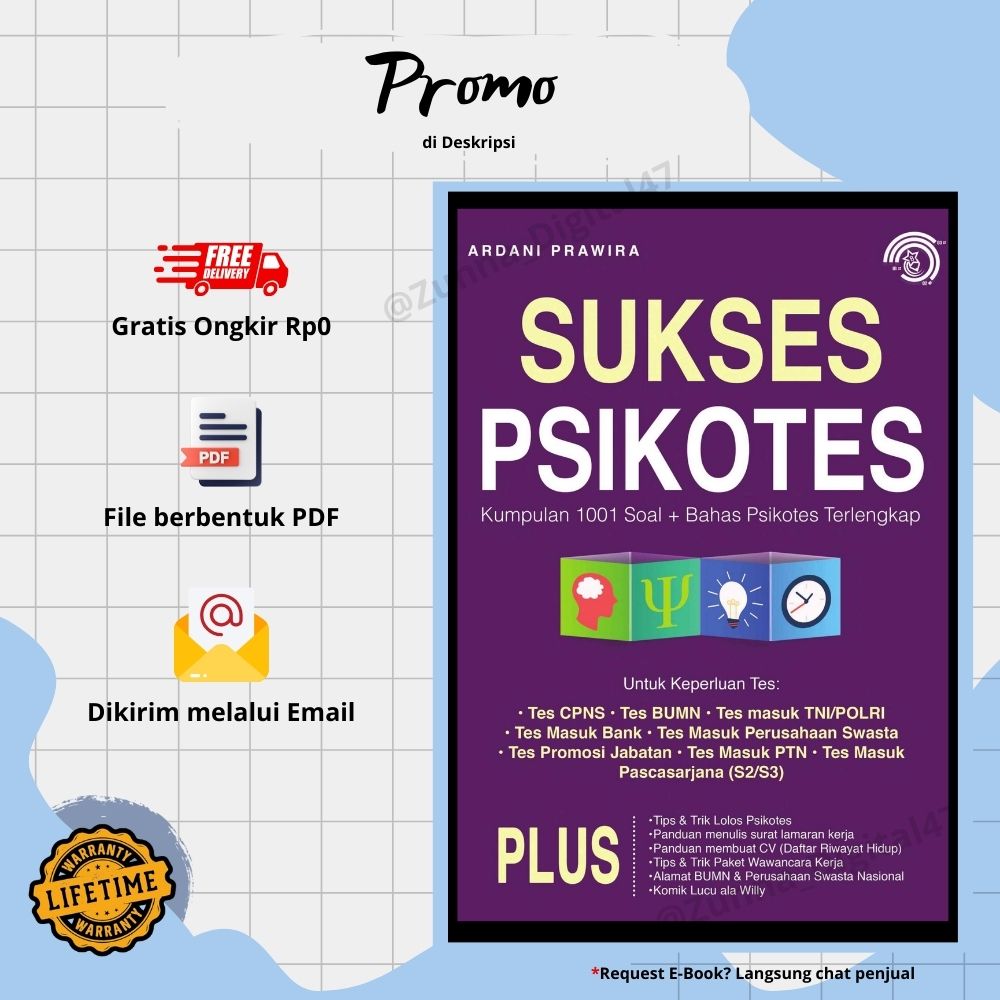 Promo
di Deskripsi
@Zunna_Digital47
FREE
DELIVERY
Gratis Ongkir Rp0
PDF
File berbentuk PDF
@
Dikirim melalui Email
WARRANTY
LIFETIME
WARRANTY
ARDANI PRAWIRA
SUKSES
PSIKOTES
Kumpulan 1001 Soal + Bahas Psikotes Terlengkap
Ψ
Untuk Keperluan Tes:
• Tes CPNS • Tes BUMN • Tes masuk TNI/POLRI
• Tes Masuk Bank • Tes Masuk Perusahaan Swasta
• Tes Promosi Jabatan • Tes Masuk PTN • Tes Masuk
Pascasarjana (S2/S3)
PLUS
•Tips & Trik Lolos Psikotes
•Panduan menulis surat lamaran kerja
•Panduan membuat CV (Daftar Riwayat Hidup)
•Tips & Trik Paket Wawancara Kerja
•Alamat BUMN & Perusahaan Swasta Nasional
•Komik Lucu ala Willy
@Zunna_Digital47
*Request E-Book? Langsung chat penjual